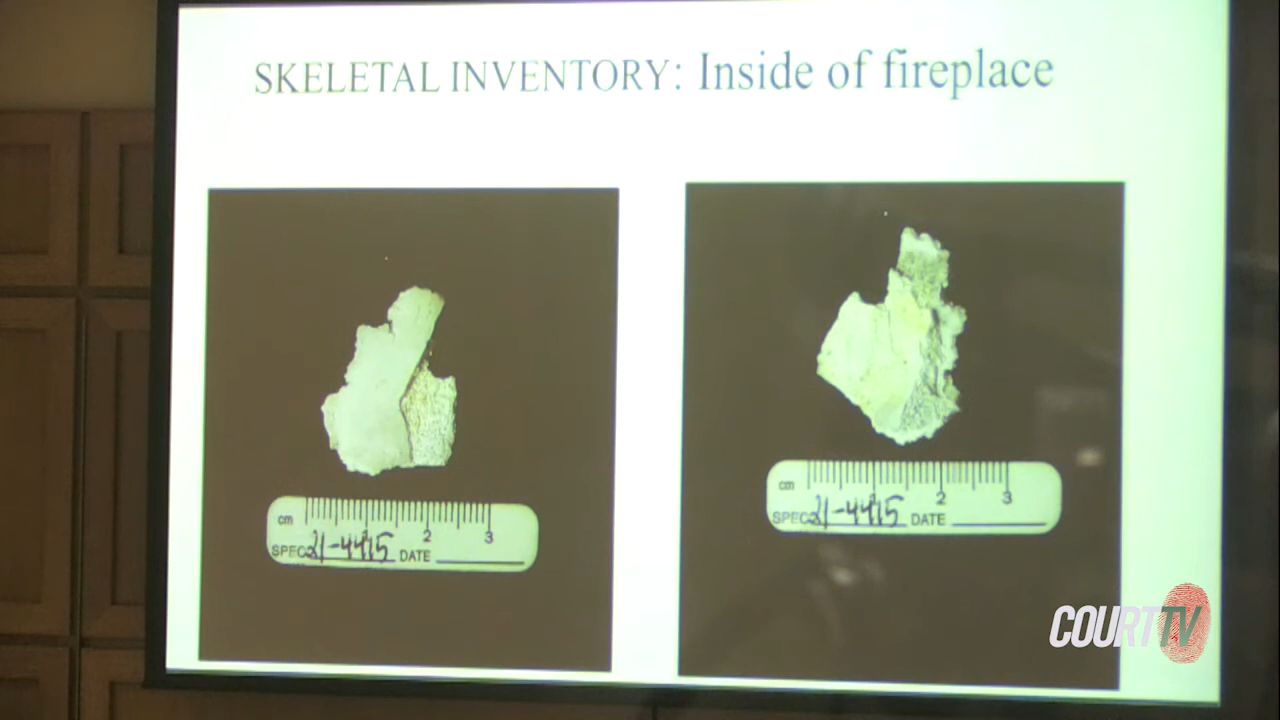 SKELETAL INVENTORY: Inside of fireplace
cm 1 2 3
SPEC 21-4415 DATE
cm 1 2 3
SPEC 21-4415 DATE
COURT TV